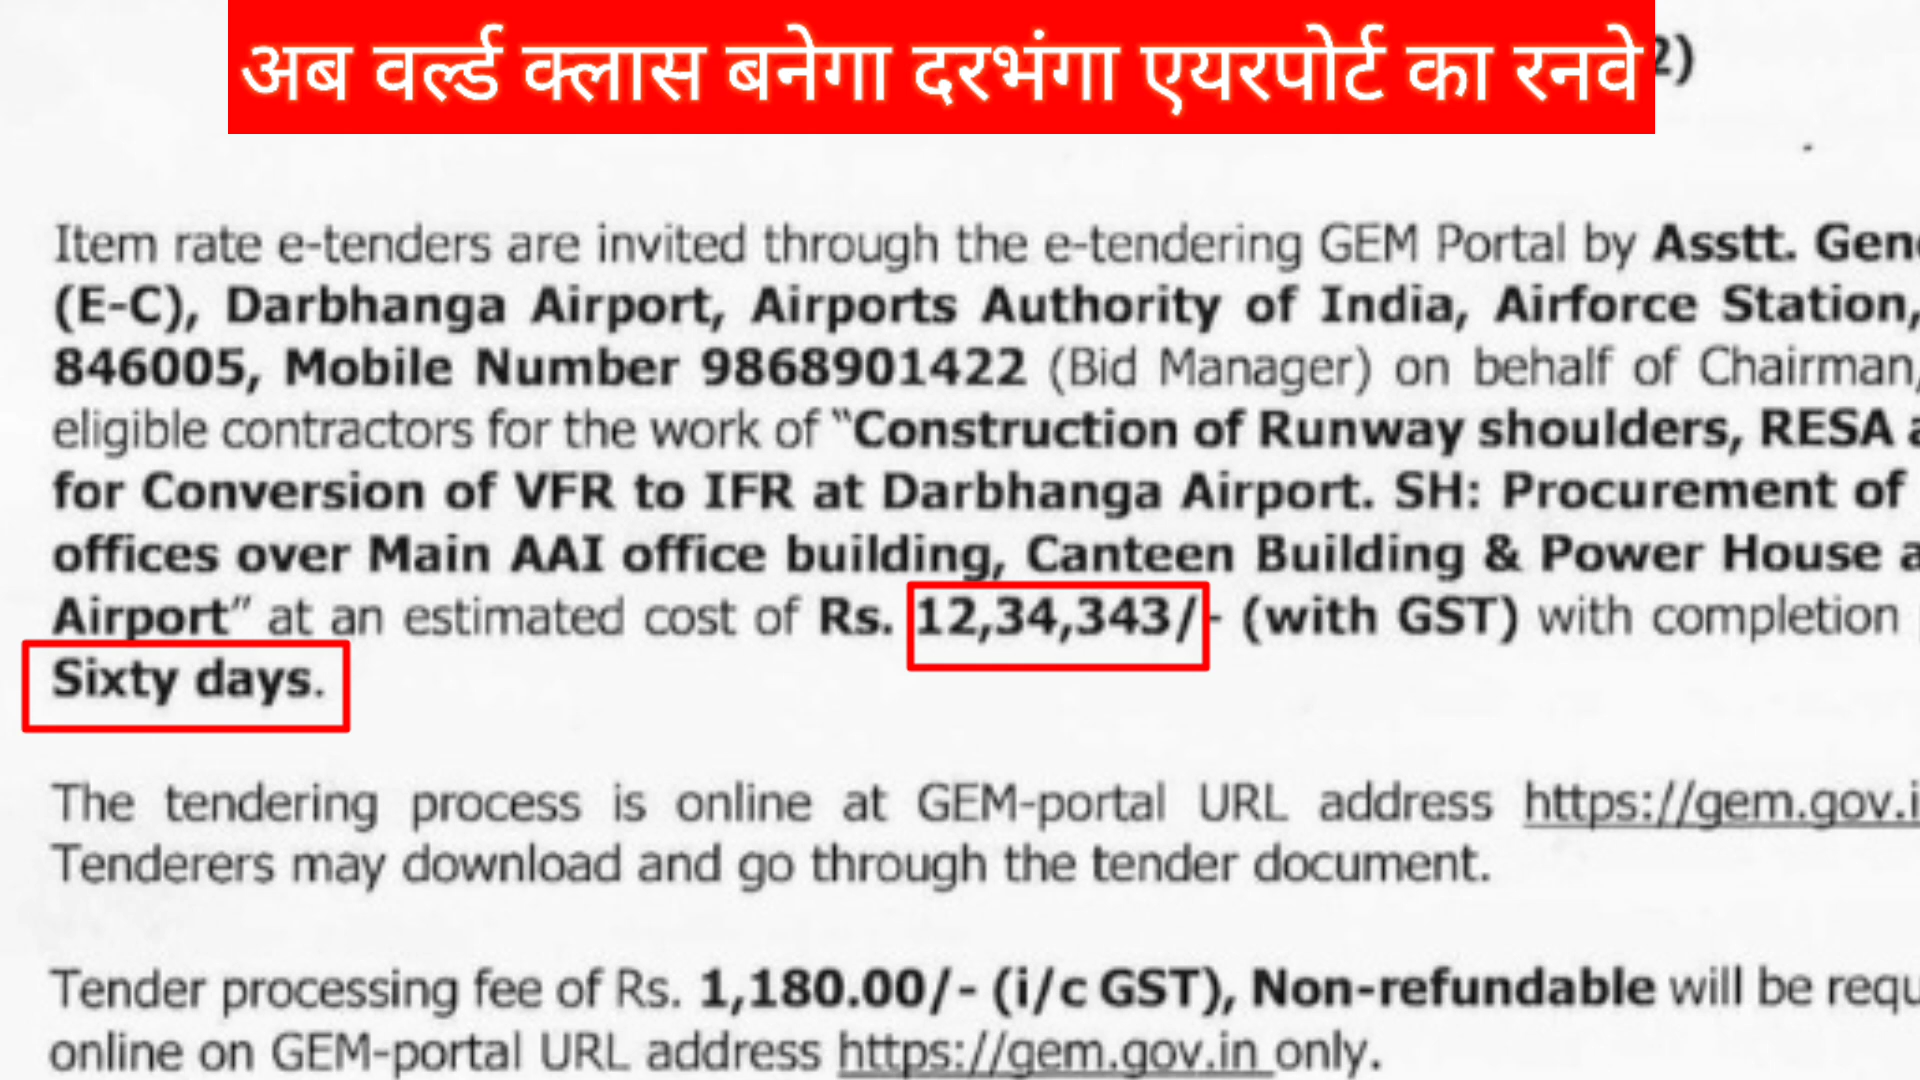 अब वर्ल्ड क्लास बनेगा दरभंगा एयरपोर्ट का रनवे
2)
Item rate e-tenders are invited through the e-tendering GEM Portal by Asstt.
(E-C), Darbhanga Airport, Airports Authority of India, Airforce Station,
846005, Mobile Number 9868901422 (Bid Manager) on behalf of Chairman,
eligible contractors for the work of “Construction of Runway shoulders, RESA
for Conversion of VFR to IFR at Darbhanga Airport. SH: Procurement of
offices over Main AAI office building, Canteen Building & Power House
Airport” at an estimated cost of Rs. 12,34,343/- (with GST) with completion
Sixty days.
The tendering process is online at GEM-portal URL address https://gem.gov.i
Tenderers may download and go through the tender document.
Tender processing fee of Rs. 1,180.00/- (i/c GST), Non-refundable will be
online on GEM-portal URL address https://gem.gov.in only.